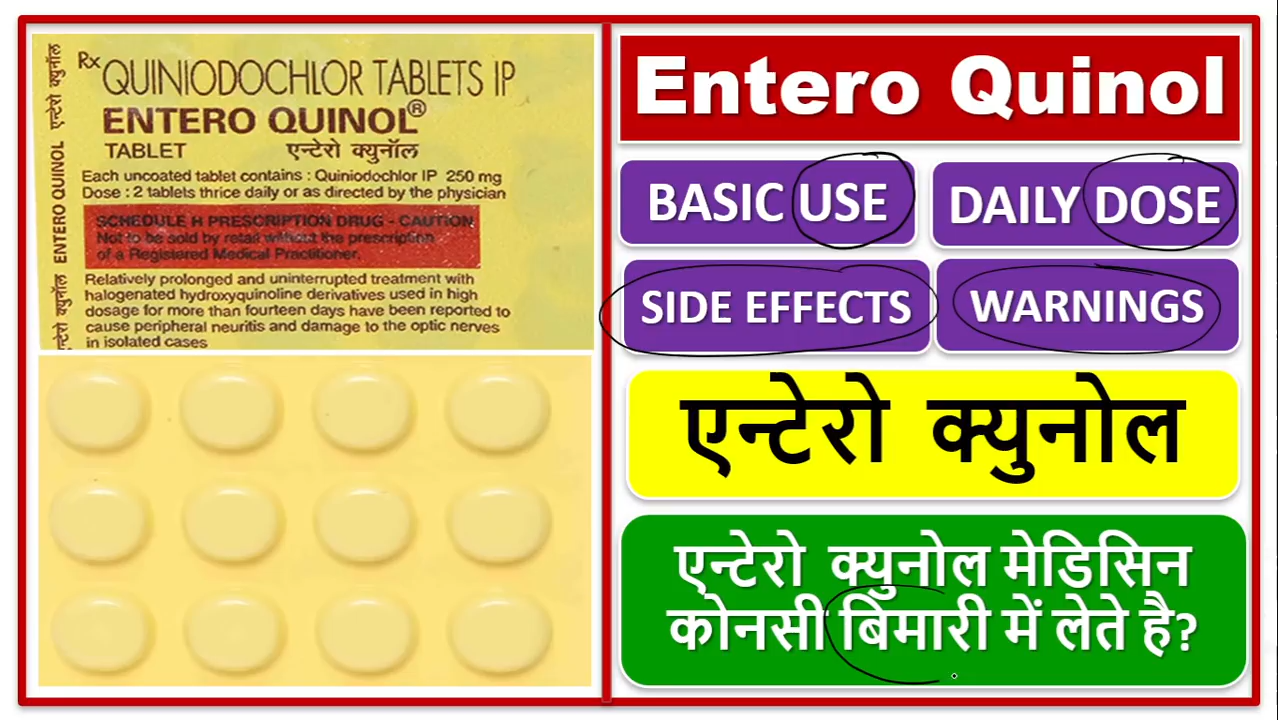 एन्टेरो क्युनॉल ENTERO QUINOL एन्टेरो क्युनॉल
Rx QUINIODOCHLOR TABLETS IP
ENTERO QUINOL®
TABLET एन्टेरो क्युनॉल
Each uncoated tablet contains : Quiniodochlor IP 250 mg
Dose : 2 tablets thrice daily or as directed by the physician
SCHEDULE H PRESCRIPTION DRUG - CAUTION
Not to be sold by retail without the prescription
of a Registered Medical Practitioner.
Relatively prolonged and uninterrupted treatment with
halogenated hydroxyquinoline derivatives used in high
dosage for more than fourteen days have been reported to
cause peripheral neuritis and damage to the optic nerves
in isolated cases
Entero Quinol
BASIC USE
DAILY DOSE
SIDE EFFECTS
WARNINGS
एन्टेरो क्युनोल
एन्टेरो क्युनोल मेडिसिन
कोनसी बिमारी में लेते है?